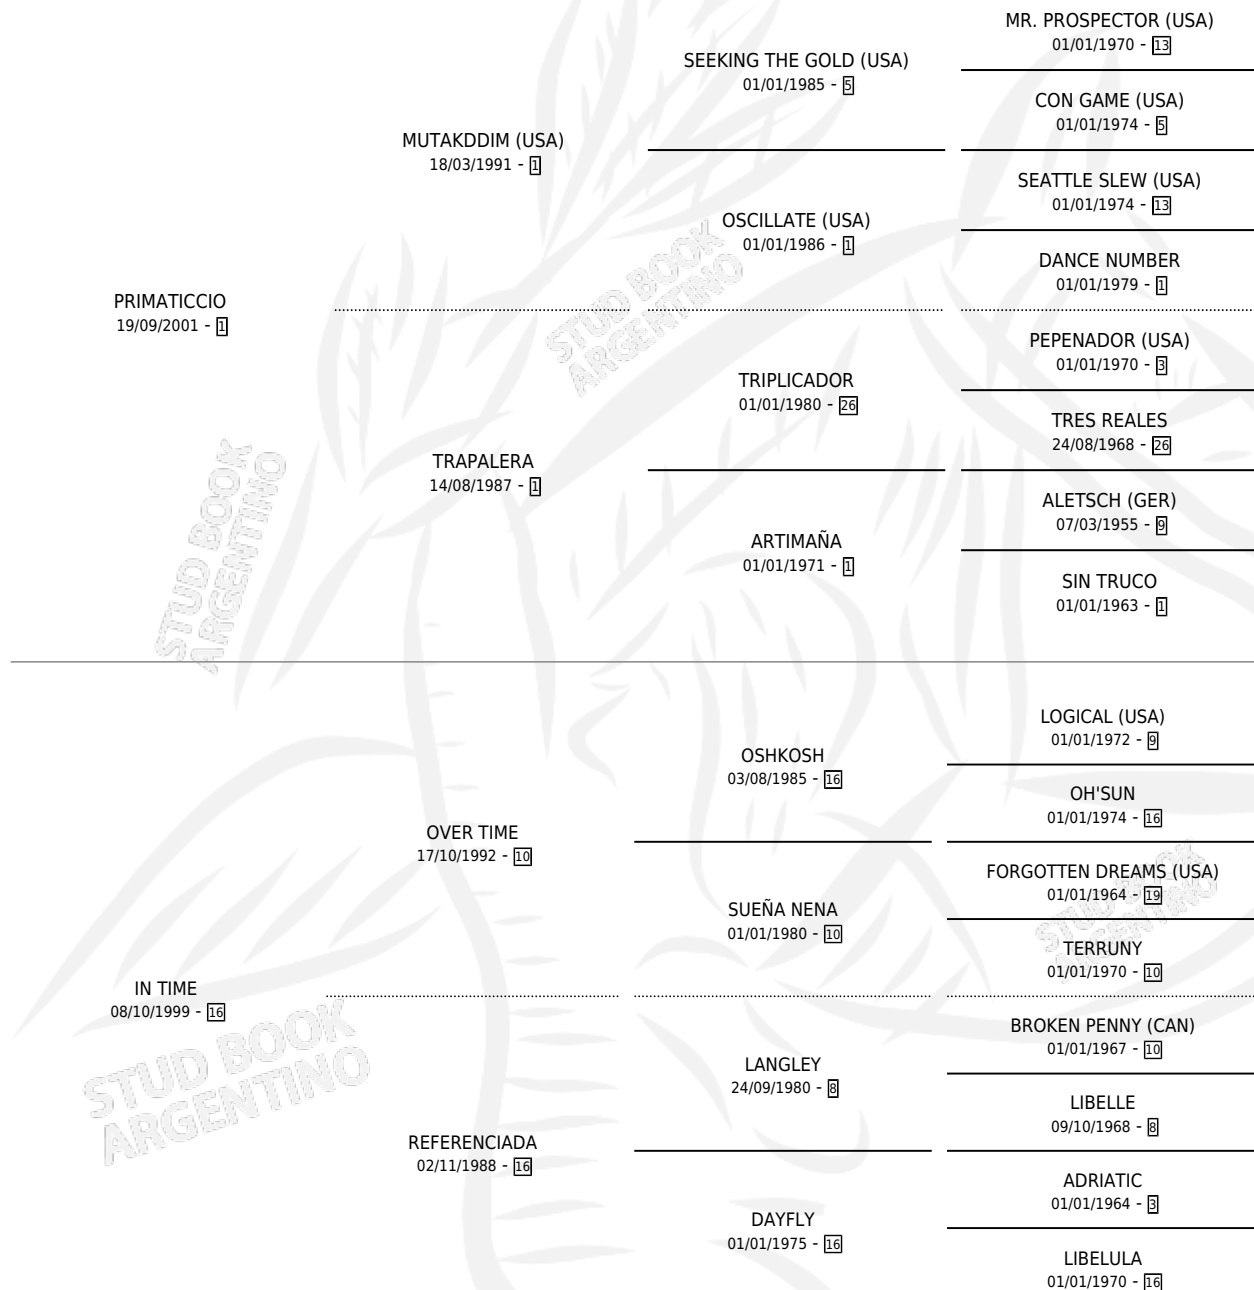 MR. PROSPECTOR (USA)
01/01/1970 - 13
SEEKING THE GOLD (USA)
01/01/1985 - 5
CON GAME (USA)
01/01/1974 - 5
MUTAKDDIM (USA)
18/03/1991 - 1
SEATTLE SLEW (USA)
01/01/1974 - 13
OSCILLATE (USA)
01/01/1986 - 1
DANCE NUMBER
01/01/1979 - 1
PRIMATICCIO
19/09/2001 - 1
PEPENADOR (USA)
01/01/1970 - 3
TRIPLICADOR
01/01/1980 - 26
TRES REALES
24/08/1968 - 26
TRAPALERA
14/08/1987 - 1
ALETSCH (GER)
07/03/1955 - 9
ARTIMAÑA
01/01/1971 - 1
SIN TRUCO
01/01/1963 - 1
LOGICAL (USA)
01/01/1972 - 9
OSHKOSH
03/08/1985 - 16
OH'SUN
01/01/1974 - 16
OVER TIME
17/10/1992 - 10
FORGOTTEN DREAMS (USA)
01/01/1964 - 19
SUEÑA NENA
01/01/1980 - 10
TERRUNY
01/01/1970 - 10
IN TIME
08/10/1999 - 16
BROKEN PENNY (CAN)
01/01/1967 - 10
LANGLEY
24/09/1980 - 8
LIBELLE
09/10/1968 - 8
REFERENCIADA
02/11/1988 - 16
ADRIATIC
01/01/1964 - 3
DAYFLY
01/01/1975 - 16
LIBELULA
01/01/1970 - 16
STUD BOOK
ARGENTINO
STUD BOOK
ARGENTINO
STUD BOOK
ARGENTINO
STUD BOOK
ARGENTINO